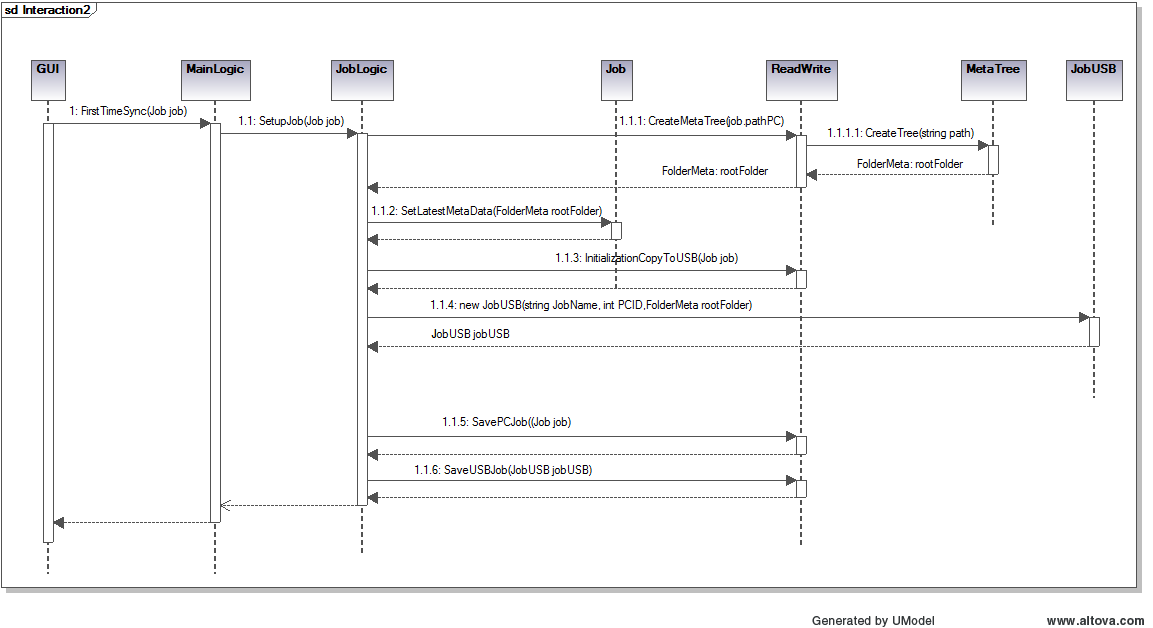 sd Interaction2
GUI
MainLogic
JobLogic
Job
ReadWrite
MetaTree
JobUSB
1: FirstTimeSync(Job job)
1.1: SetupJob(Job job)
1.1.1: CreateMetaTree(job.pathPC)
1.1.1.1: CreateTree(string path)
FolderMeta: rootFolder
FolderMeta: rootFolder
1.1.2: SetLatestMetaData(FolderMeta rootFolder)
1.1.3: InitializationCopyToUSB(Job job)
1.1.4: new JobUSB(string JobName, int PCID,FolderMeta rootFolder)
JobUSB jobUSB
1.1.5: SavePCJob((Job job)
1.1.6: SaveUSBJob(JobUSB jobUSB)
Generated by UModel
www.altova.com